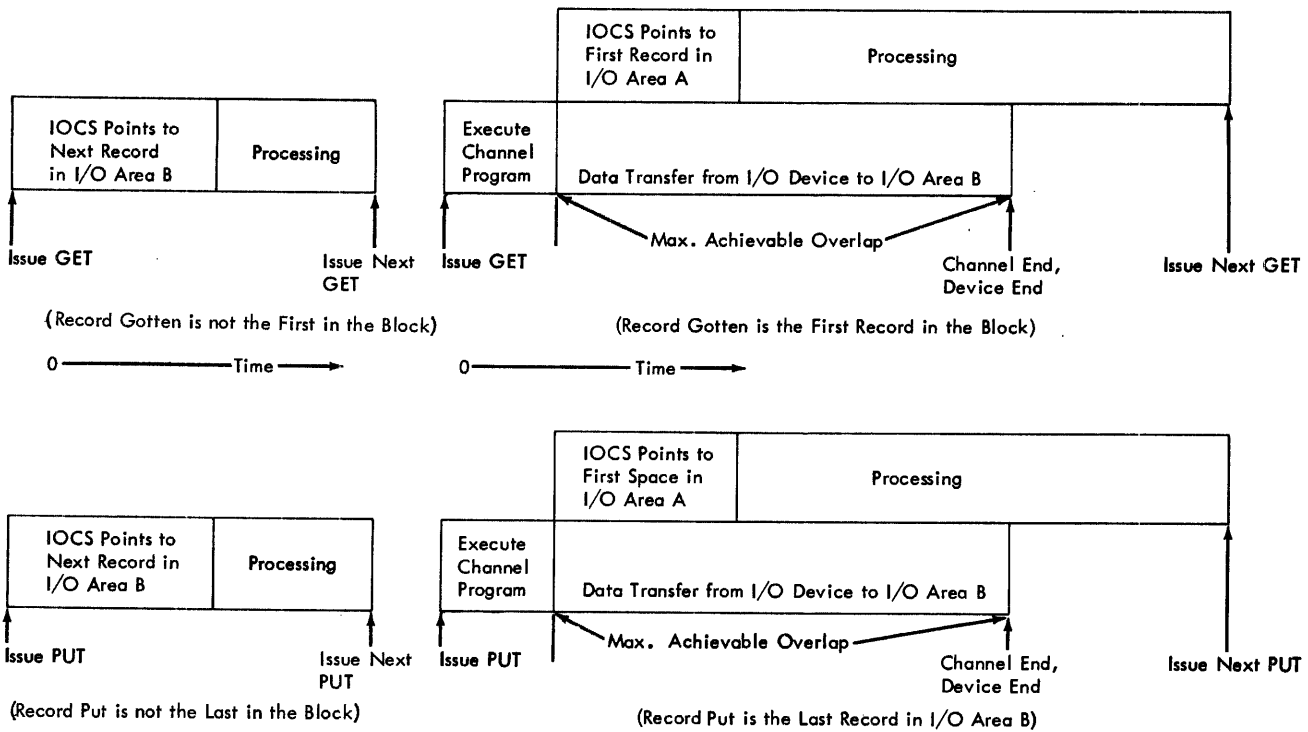 IOCS Points to
First Record in
I/O Area A
Processing
IOCS Points to
Next Record
in I/O Area B
Processing
Execute
Channel
Program
Data Transfer from I/O Device to I/O Area B
Max. Achievable Overlap
Issue GET
Issue Next
GET
Issue GET
Channel End,
Device End
Issue Next GET
(Record Gotten is not the First in the Block)
(Record Gotten is the First Record in the Block)
0 Time
0 Time
IOCS Points to
First Space in
I/O Area A
Processing
IOCS Points to
Next Record in
I/O Area B
Processing
Execute
Channel
Program
Data Transfer from I/O Device to I/O Area B
Max. Achievable Overlap
Issue PUT
Issue Next
PUT
Issue PUT
Channel End,
Device End
Issue Next PUT
(Record Put is not the Last in the Block)
(Record Put is the Last Record in I/O Area B)